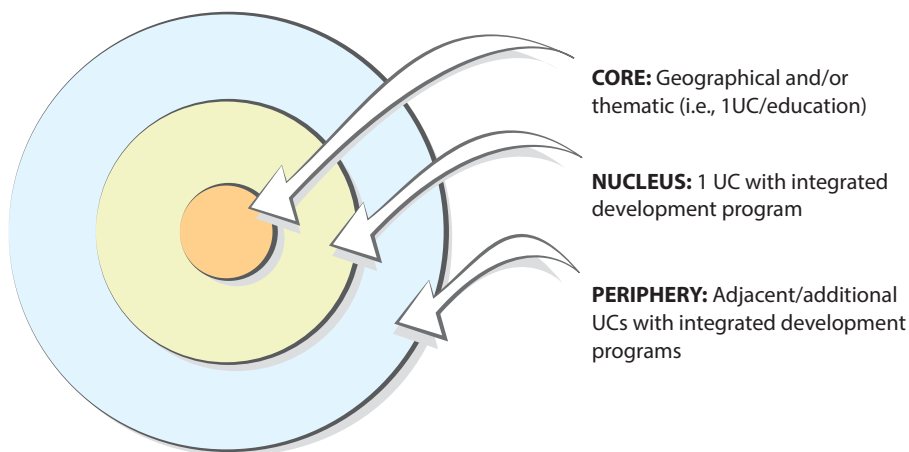 CORE: Geographical and/or
thematic (i.e., 1UC/education)
NUCLEUS: 1 UC with integrated
development program
PERIPHERY: Adjacent/additional
UCs with integrated development
programs